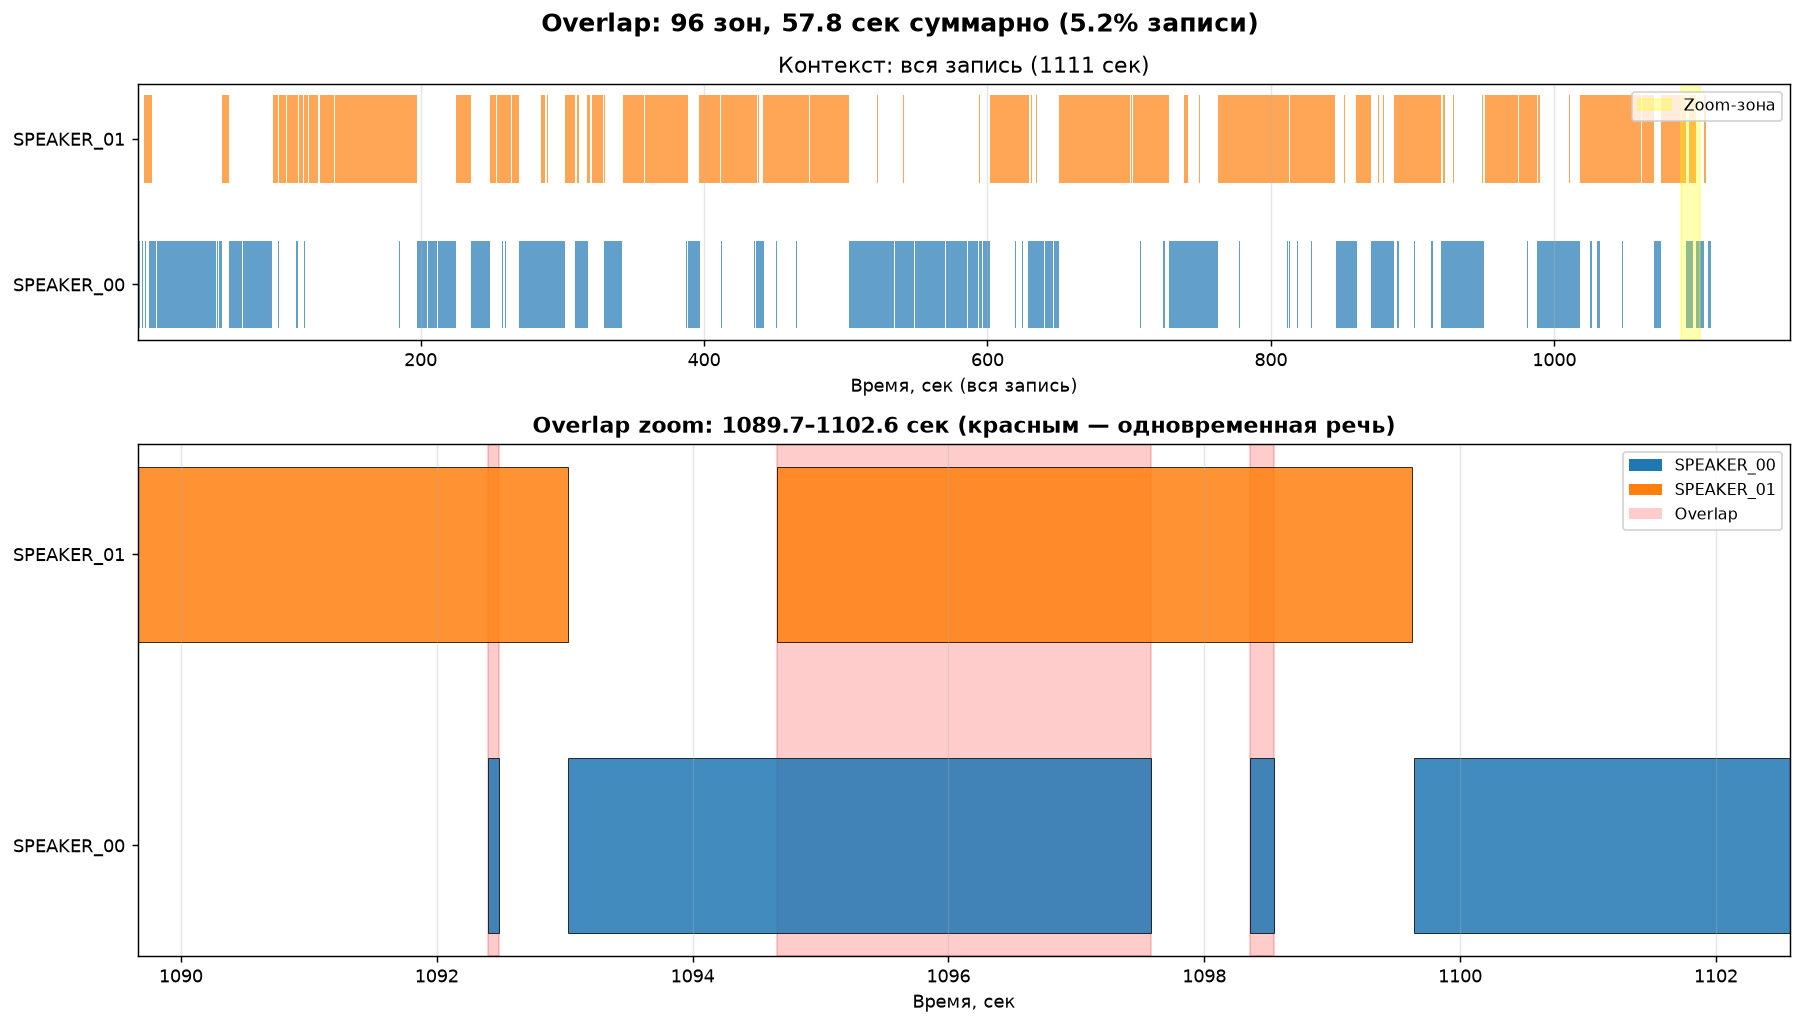 Overlap: 96 зон, 57.8 сек суммарно (5.2% записи)
Контекст: вся запись (1111 сек)
Zoom-зона
SPEAKER_01
SPEAKER_00
200 400 600 800 1000
Время, сек (вся запись)
Overlap zoom: 1089.7–1102.6 сек (красным — одновременная речь)
SPEAKER_00
SPEAKER_01
Overlap
SPEAKER_01
SPEAKER_00
1090 1092 1094 1096 1098 1100 1102
Время, сек